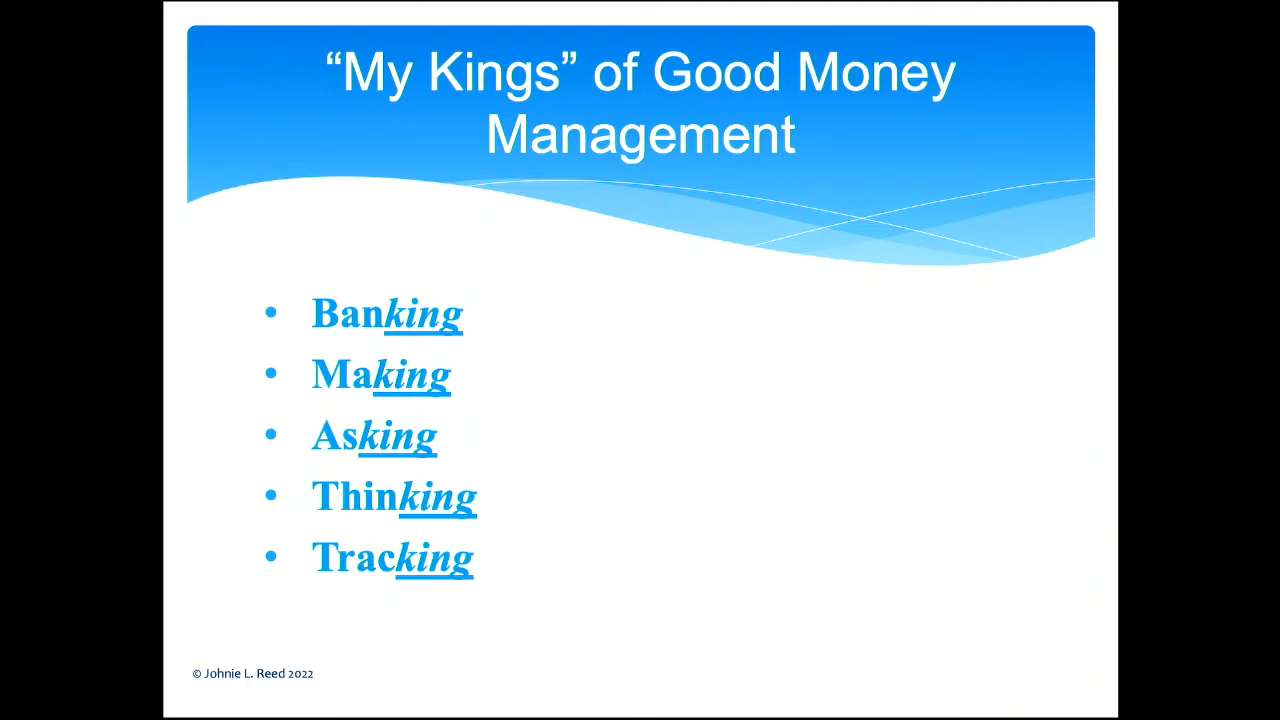 “My Kings” of Good Money
Management
• Banking
• Making
• Asking
• Thinking
• Tracking
© Johnie L. Reed 2022